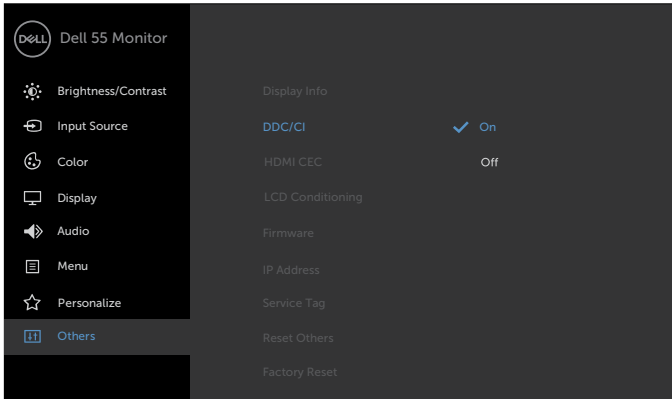 DELL Dell 55 Monitor
Brightness/Contrast
Input Source
Color
Display
Audio
Menu
Personalize
Others
Display Info
DDC/CI On
HDMI CEC Off
LCD Conditioning
Firmware
IP Address
Service Tag
Reset Others
Factory Reset